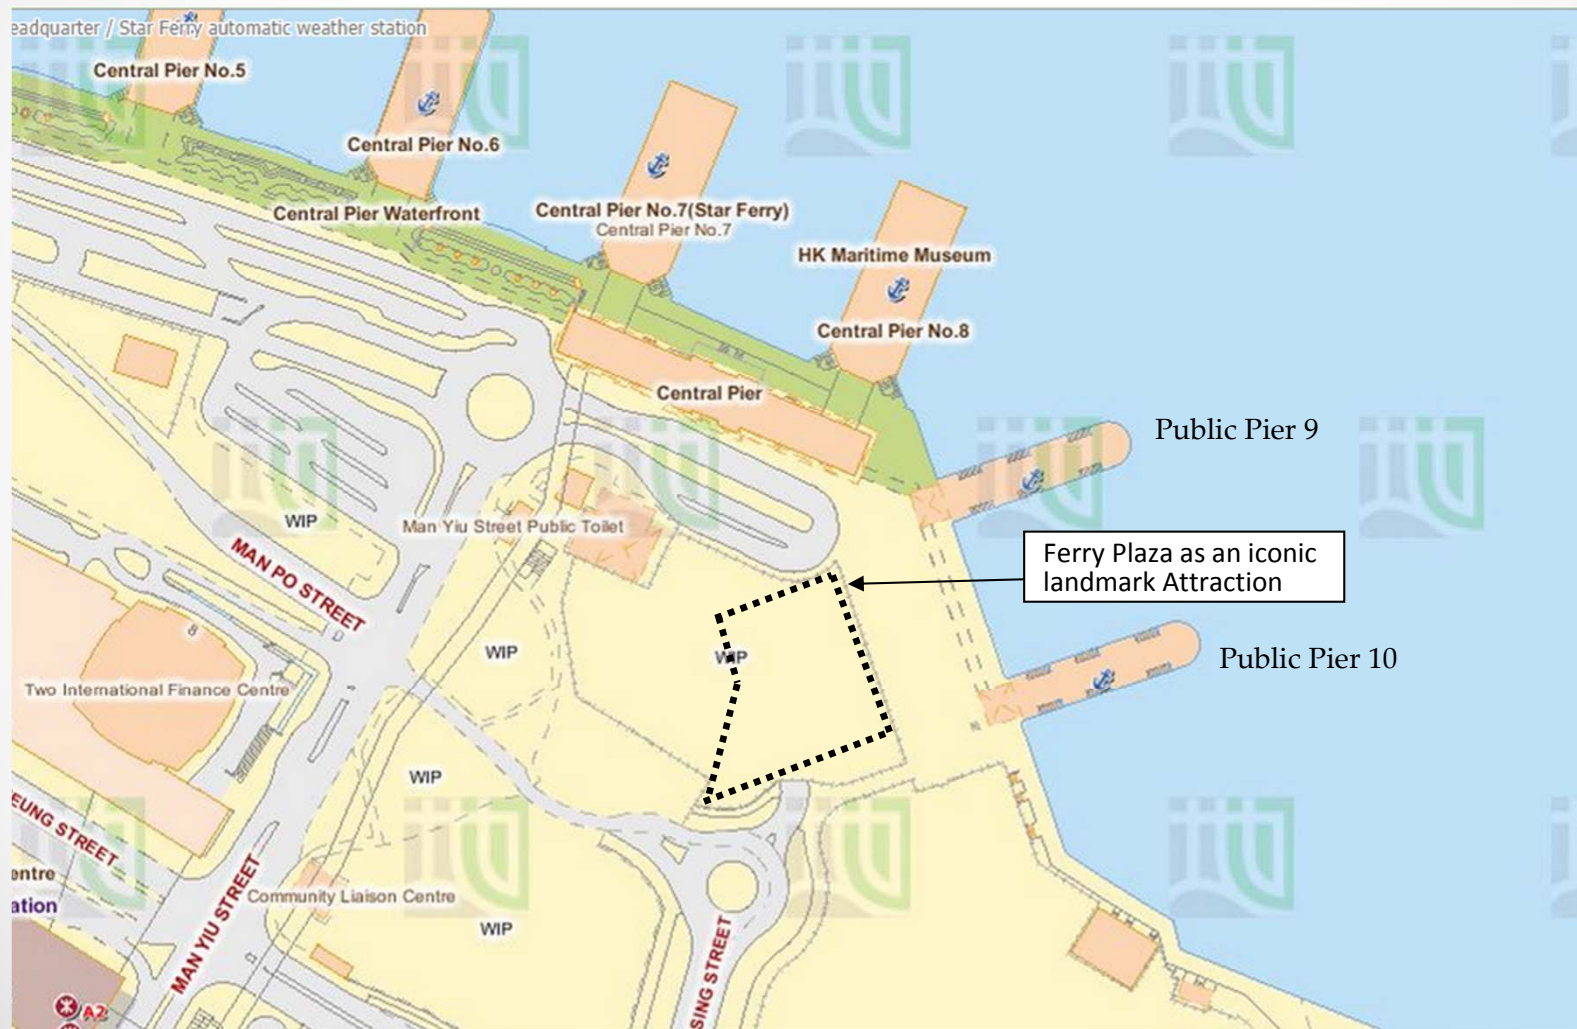 eadquarter / Star Ferry automatic weather station
Central Pier No.5
Central Pier No.6
Central Pier Waterfront
Central Pier No.7(Star Ferry)
Central Pier No.7
HK Maritime Museum
Central Pier No.8
Central Pier
Public Pier 9
WIP
Man Yiu Street Public Toilet
MAN PO STREET
Ferry Plaza as an iconic
landmark Attraction
8
WIP
WIP
Public Pier 10
Two International Finance Centre
WIP
EUNG STREET
entre
ation
MAN YIU STREET
Community Liaison Centre
WIP
SING STREET
A2